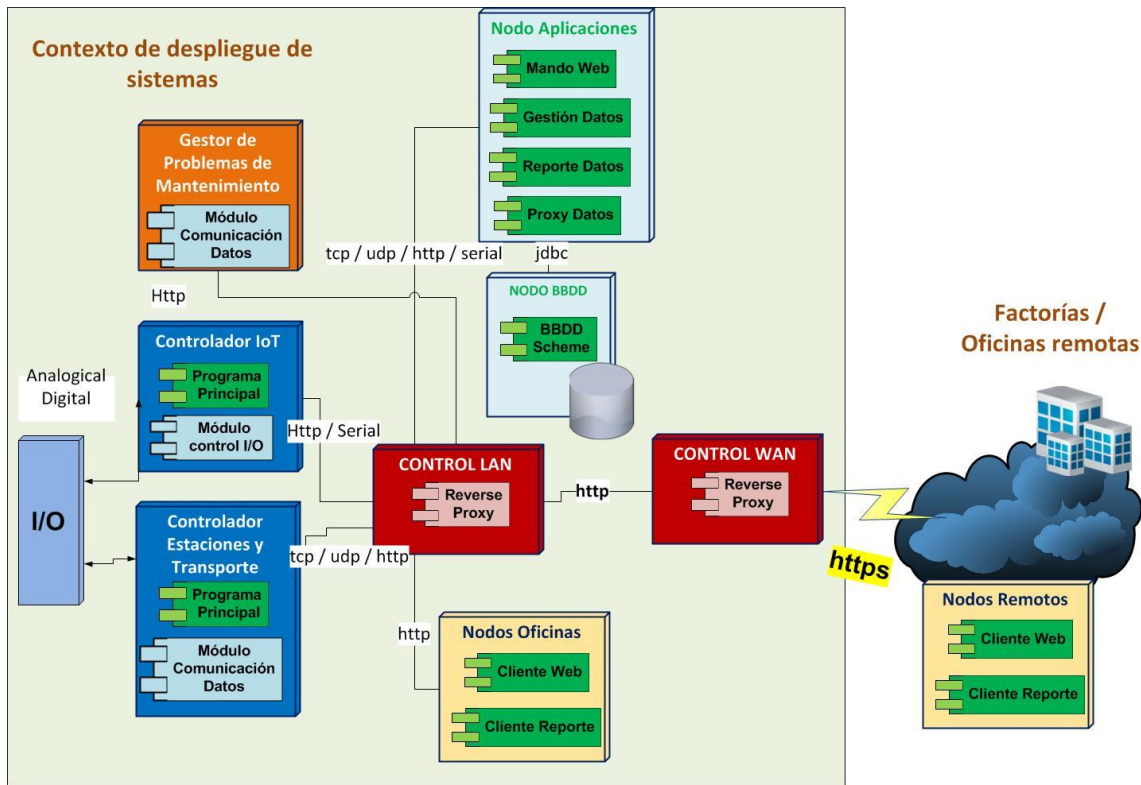 Contexto de despliegue de
sistemas
Nodo Aplicaciones
Mando Web
Gestión Datos
Reporte Datos
Proxy Datos
Gestor de
Problemas de
Mantenimiento
Módulo
Comunicación
Datos
tcp / udp / http / serial
jdbc
Http
NODO BBDD
BBDD
Scheme
Controlador IoT
Programa
Principal
Módulo
control I/O
Analogical
Digital
Http / Serial
Factorías /
Oficinas remotas
CONTROL LAN
Reverse
Proxy
http
CONTROL WAN
Reverse
Proxy
I/O
Controlador
Estaciones y
Transporte
Programa
Principal
Módulo
Comunicación
Datos
tcp / udp / http
https
http
Nodos Oficinas
Cliente Web
Cliente Reporte
Nodos Remotos
Cliente Web
Cliente Reporte